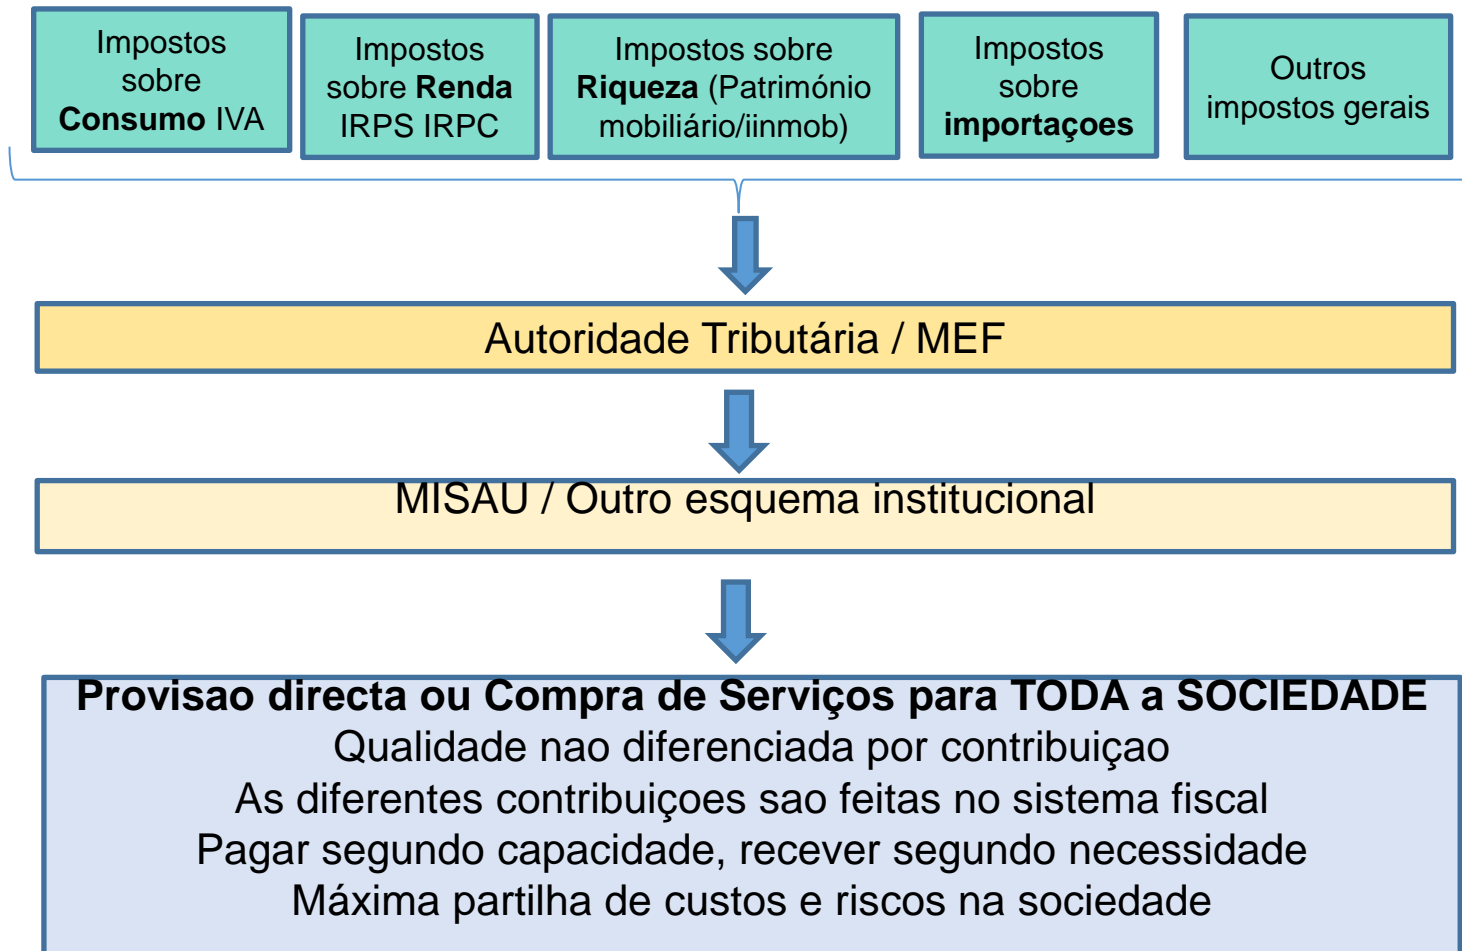 Impostos
sobre
Consumo IVA
Impostos
sobre Renda
IRPS IRPC
Impostos sobre
Riqueza (Património
mobiliário/iinmob)
Impostos
sobre
importaçoes
Outros
impostos gerais
Autoridade Tributária / MEF
MISAU / Outro esquema institucional
Provisao directa ou Compra de Serviços para TODA a SOCIEDADE
Qualidade nao diferenciada por contribuiçao
As diferentes contribuiçoes sao feitas no sistema fiscal
Pagar segundo capacidade, recever segundo necessidade
Máxima partilha de custos e riscos na sociedade